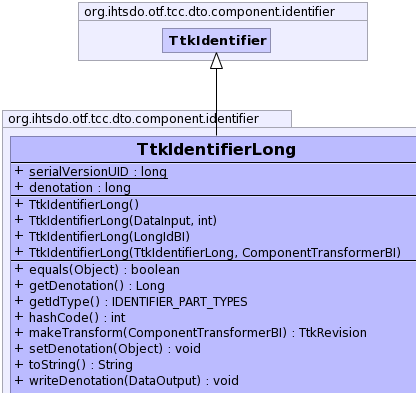 org.ihtsdo.otf.tcc.dto.component.identifier
TtkIdentifier
org.ihtsdo.otf.tcc.dto.component.identifier
TtkIdentifierLong
+ serialVersionUID : long
+ denotation : long
+ TtkIdentifierLong()
+ TtkIdentifierLong(DataInput, int)
+ TtkIdentifierLong(LongIdBI)
+ TtkIdentifierLong(TtkIdentifierLong, ComponentTransformerBI)
+ equals(Object) : boolean
+ getDenotation() : Long
+ getIdType() : IDENTIFIER_PART_TYPES
+ hashCode() : int
+ makeTransform(ComponentTransformerBI) : TtkRevision
+ setDenotation(Object) : void
+ toString() : String
+ writeDenotation(DataOutput) : void